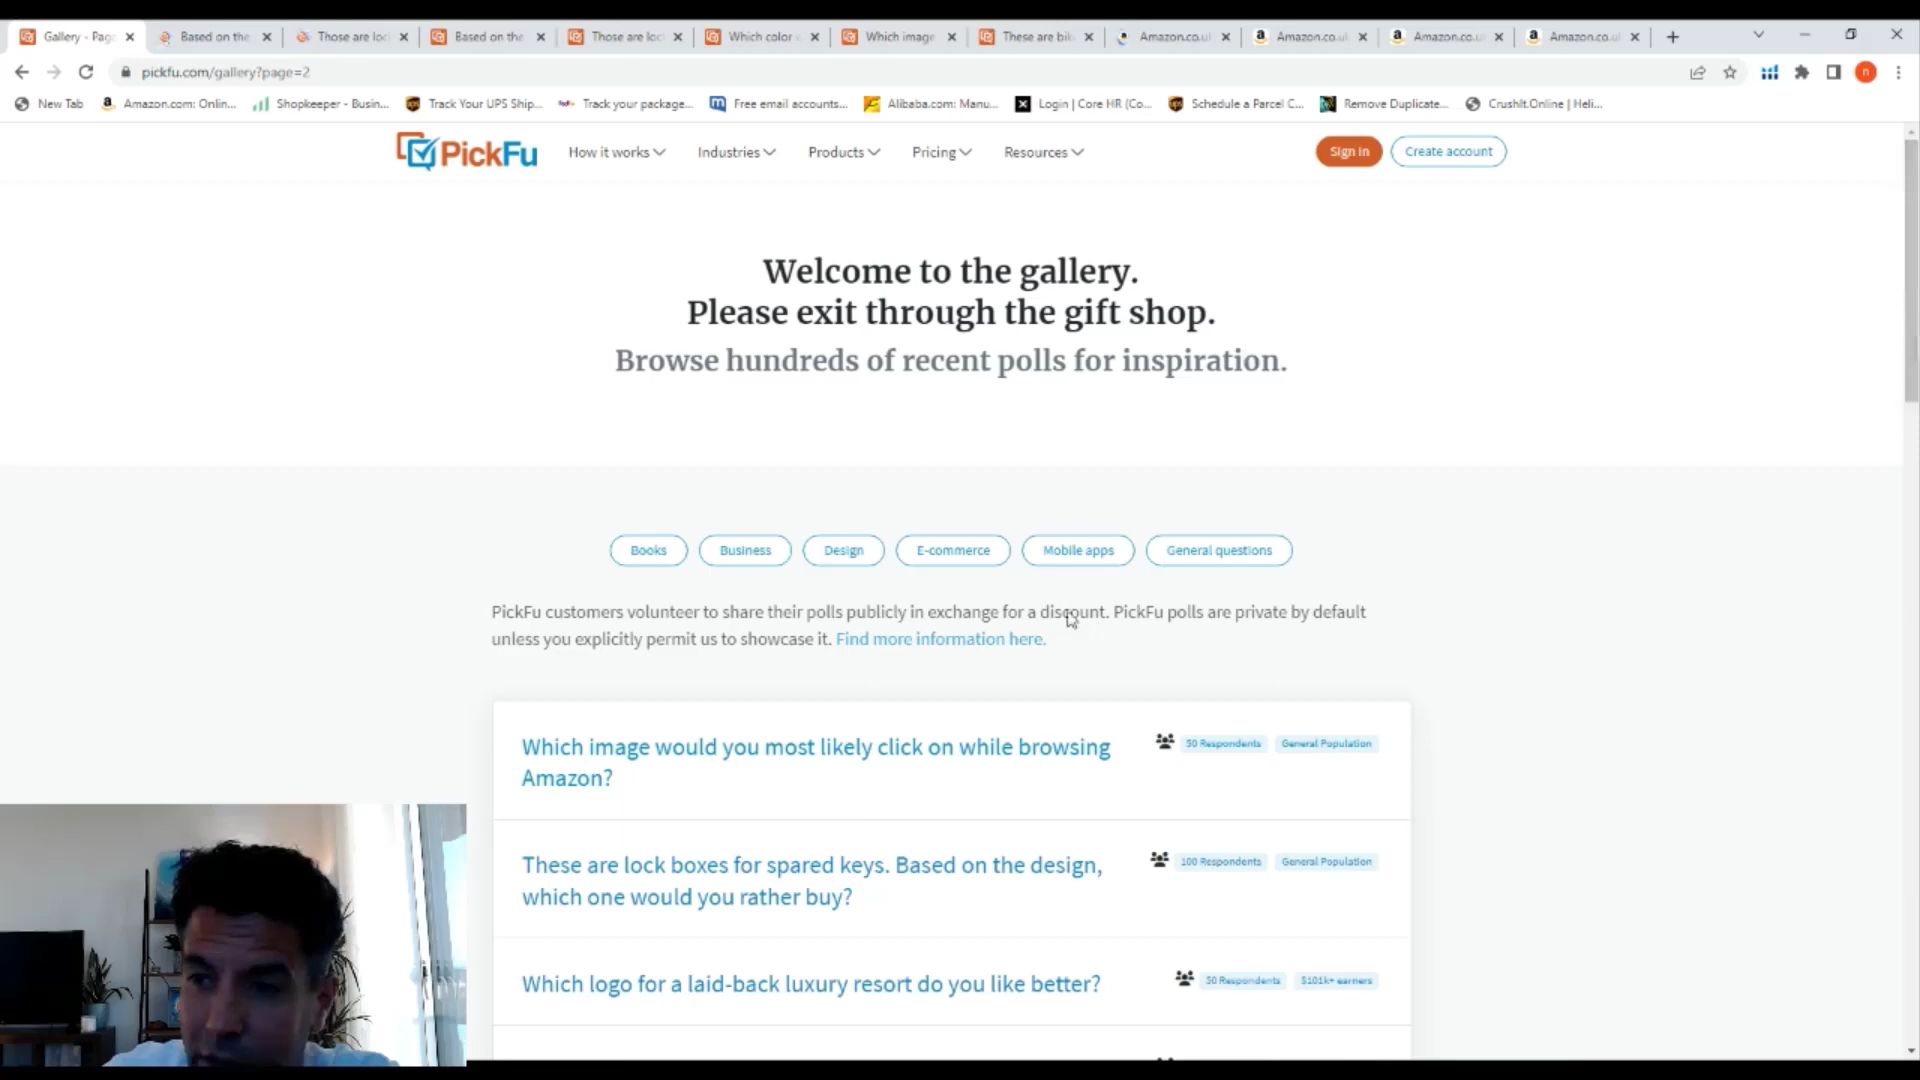 Gallery - Page
Based on the
Those are loc
Based on the
Those are loc
Which color
Which image
These are bik
Amazon.co.uk
Amazon.co.uk
Amazon.co.uk
Amazon.co.uk
pickfu.com/gallery?page=2
n
New Tab
Amazon.com: Onlin...
Shopkeeper - Busin...
Track Your UPS Ship...
Track your package...
Free email accounts...
Alibaba.com: Manu...
Login | Core HR (Co...
Schedule a Parcel C...
Remove Duplicate...
CrushIt.Online | Heli...
PickFu
How it works
Industries
Products
Pricing
Resources
Sign in
Create account
Welcome to the gallery.
Please exit through the gift shop.
Browse hundreds of recent polls for inspiration.
Books
Business
Design
E-commerce
Mobile apps
General questions
PickFu customers volunteer to share their polls publicly in exchange for a discount. PickFu polls are private by default
unless you explicitly permit us to showcase it. Find more information here.
Which image would you most likely click on while browsing
Amazon?
50 Respondents
General Population
These are lock boxes for spared keys. Based on the design,
which one would you rather buy?
100 Respondents
General Population
Which logo for a laid-back luxury resort do you like better?
50 Respondents
$101k+ earners